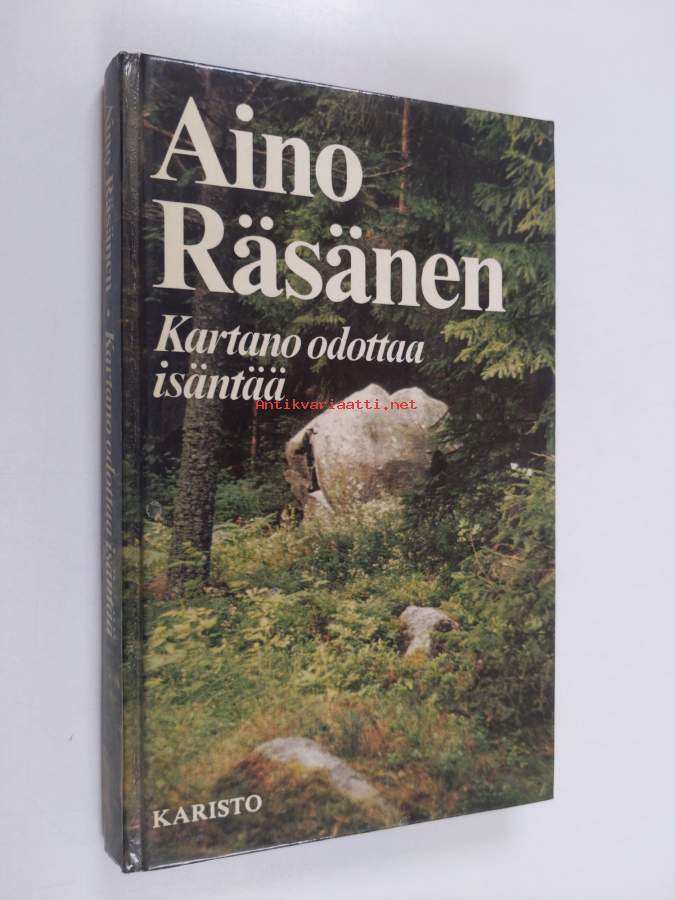 Aino
Räsänen
Kartano odottaa
isäntää
Antikvariaatti.net
KARISTO
Aino Räsänen • Kartano odottaa isäntää